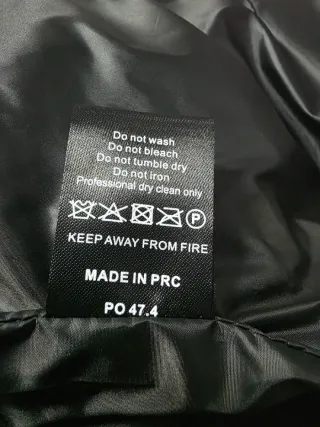 Do not wash
Do not bleach
Do not tumble dry
Do not iron
Professional dry clean only
P
KEEP AWAY FROM FIRE
MADE IN PRC
PO 47.4